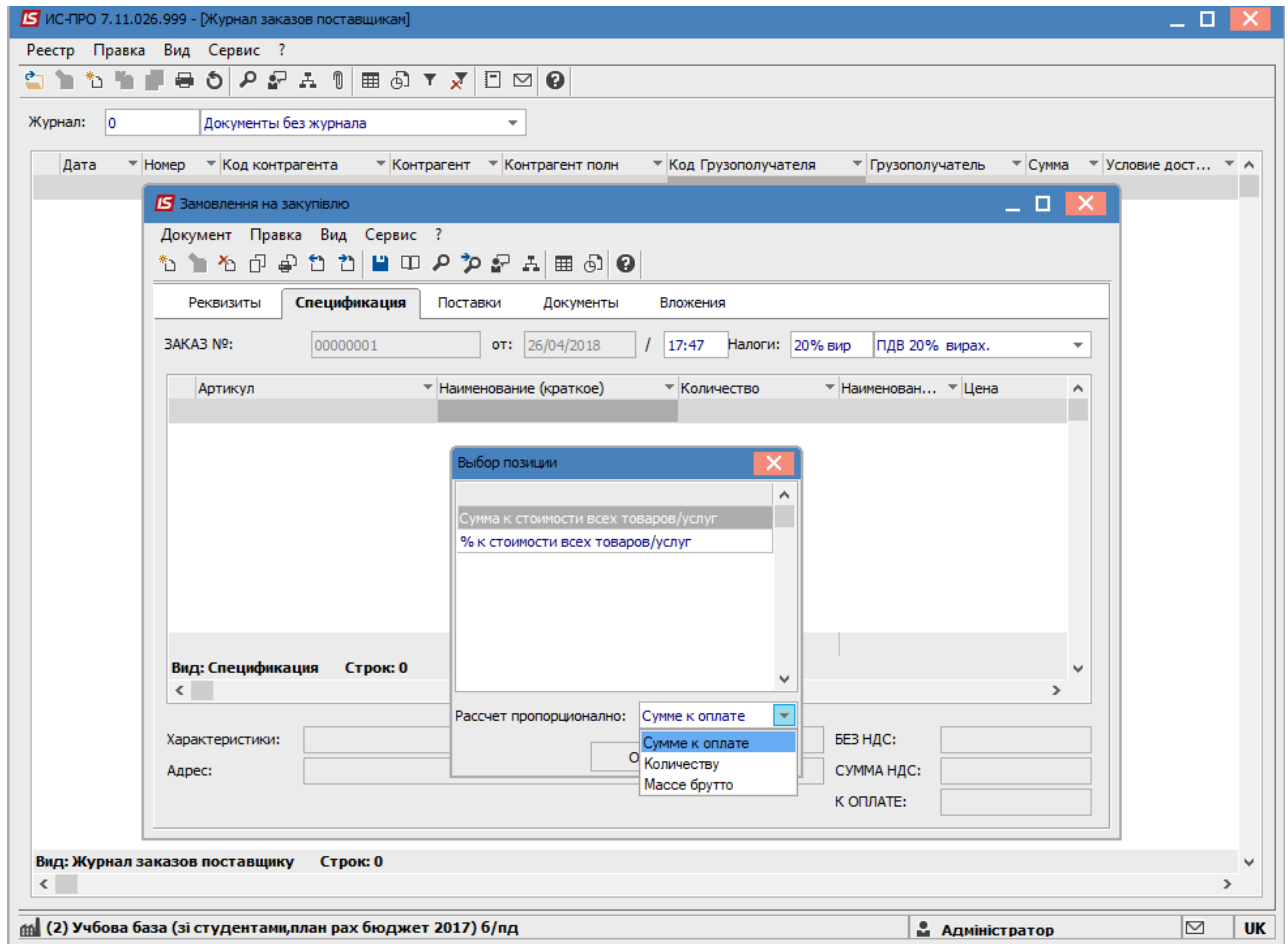 IS ИС-ПРО 7.11.026.999 - [Журнал заказов поставщикам]
Реестр Правка Вид Сервис ?
Журнал: 0 Документы без журнала
Дата Номер Код контрагента Контрагент Контрагент полн Код Грузополучателя Грузополучатель Сумма Условие дост...
IS Замовлення на закупівлю
Документ Правка Вид Сервис ?
Реквизиты Спецификация Поставки Документы Вложения
ЗАКАЗ №: 00000001 от: 26/04/2018 / 17:47 Налоги: 20% вир ПДВ 20% вирах.
Артикул Наименование (краткое) Количество Наименован... Цена
Выбор позиции
Сумма к стоимости всех товаров/услуг
% к стоимости всех товаров/услуг
Вид: Спецификация Строк: 0
Рассчет пропорционально: Сумме к оплате
Сумме к оплате
Количеству
Массе брутто
Характеристики:
Адрес:
БЕЗ НДС:
СУММА НДС:
К ОПЛАТЕ:
Вид: Журнал заказов поставщику Строк: 0
(2) Учбова база (зі студентами,план рах бюджет 2017) б/пд Адміністратор UK